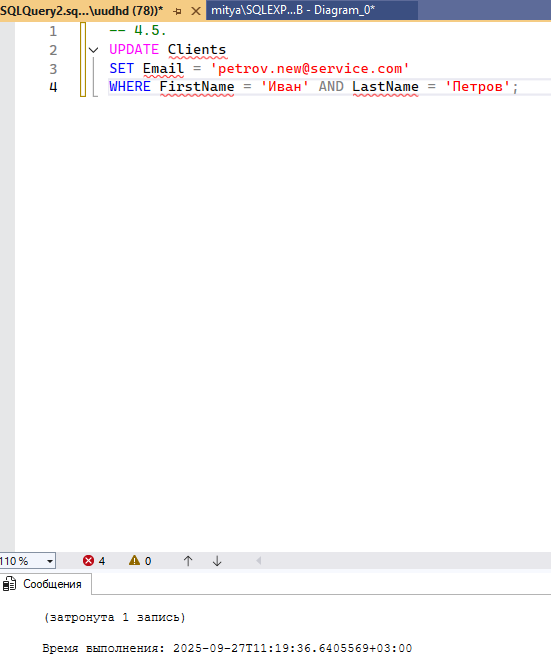 SQLQuery2.sq...\uudhd (78))*
mitya\SQLEXP...B - Diagram_0*
1 -- 4.5.
2 UPDATE Clients
3 SET Email = 'petrov.new@service.com'
4 WHERE FirstName = 'Иван' AND LastName = 'Петров';
110 %
4
0
Сообщения
(затронута 1 запись)
Время выполнения: 2025-09-27T11:19:36.6405569+03:00